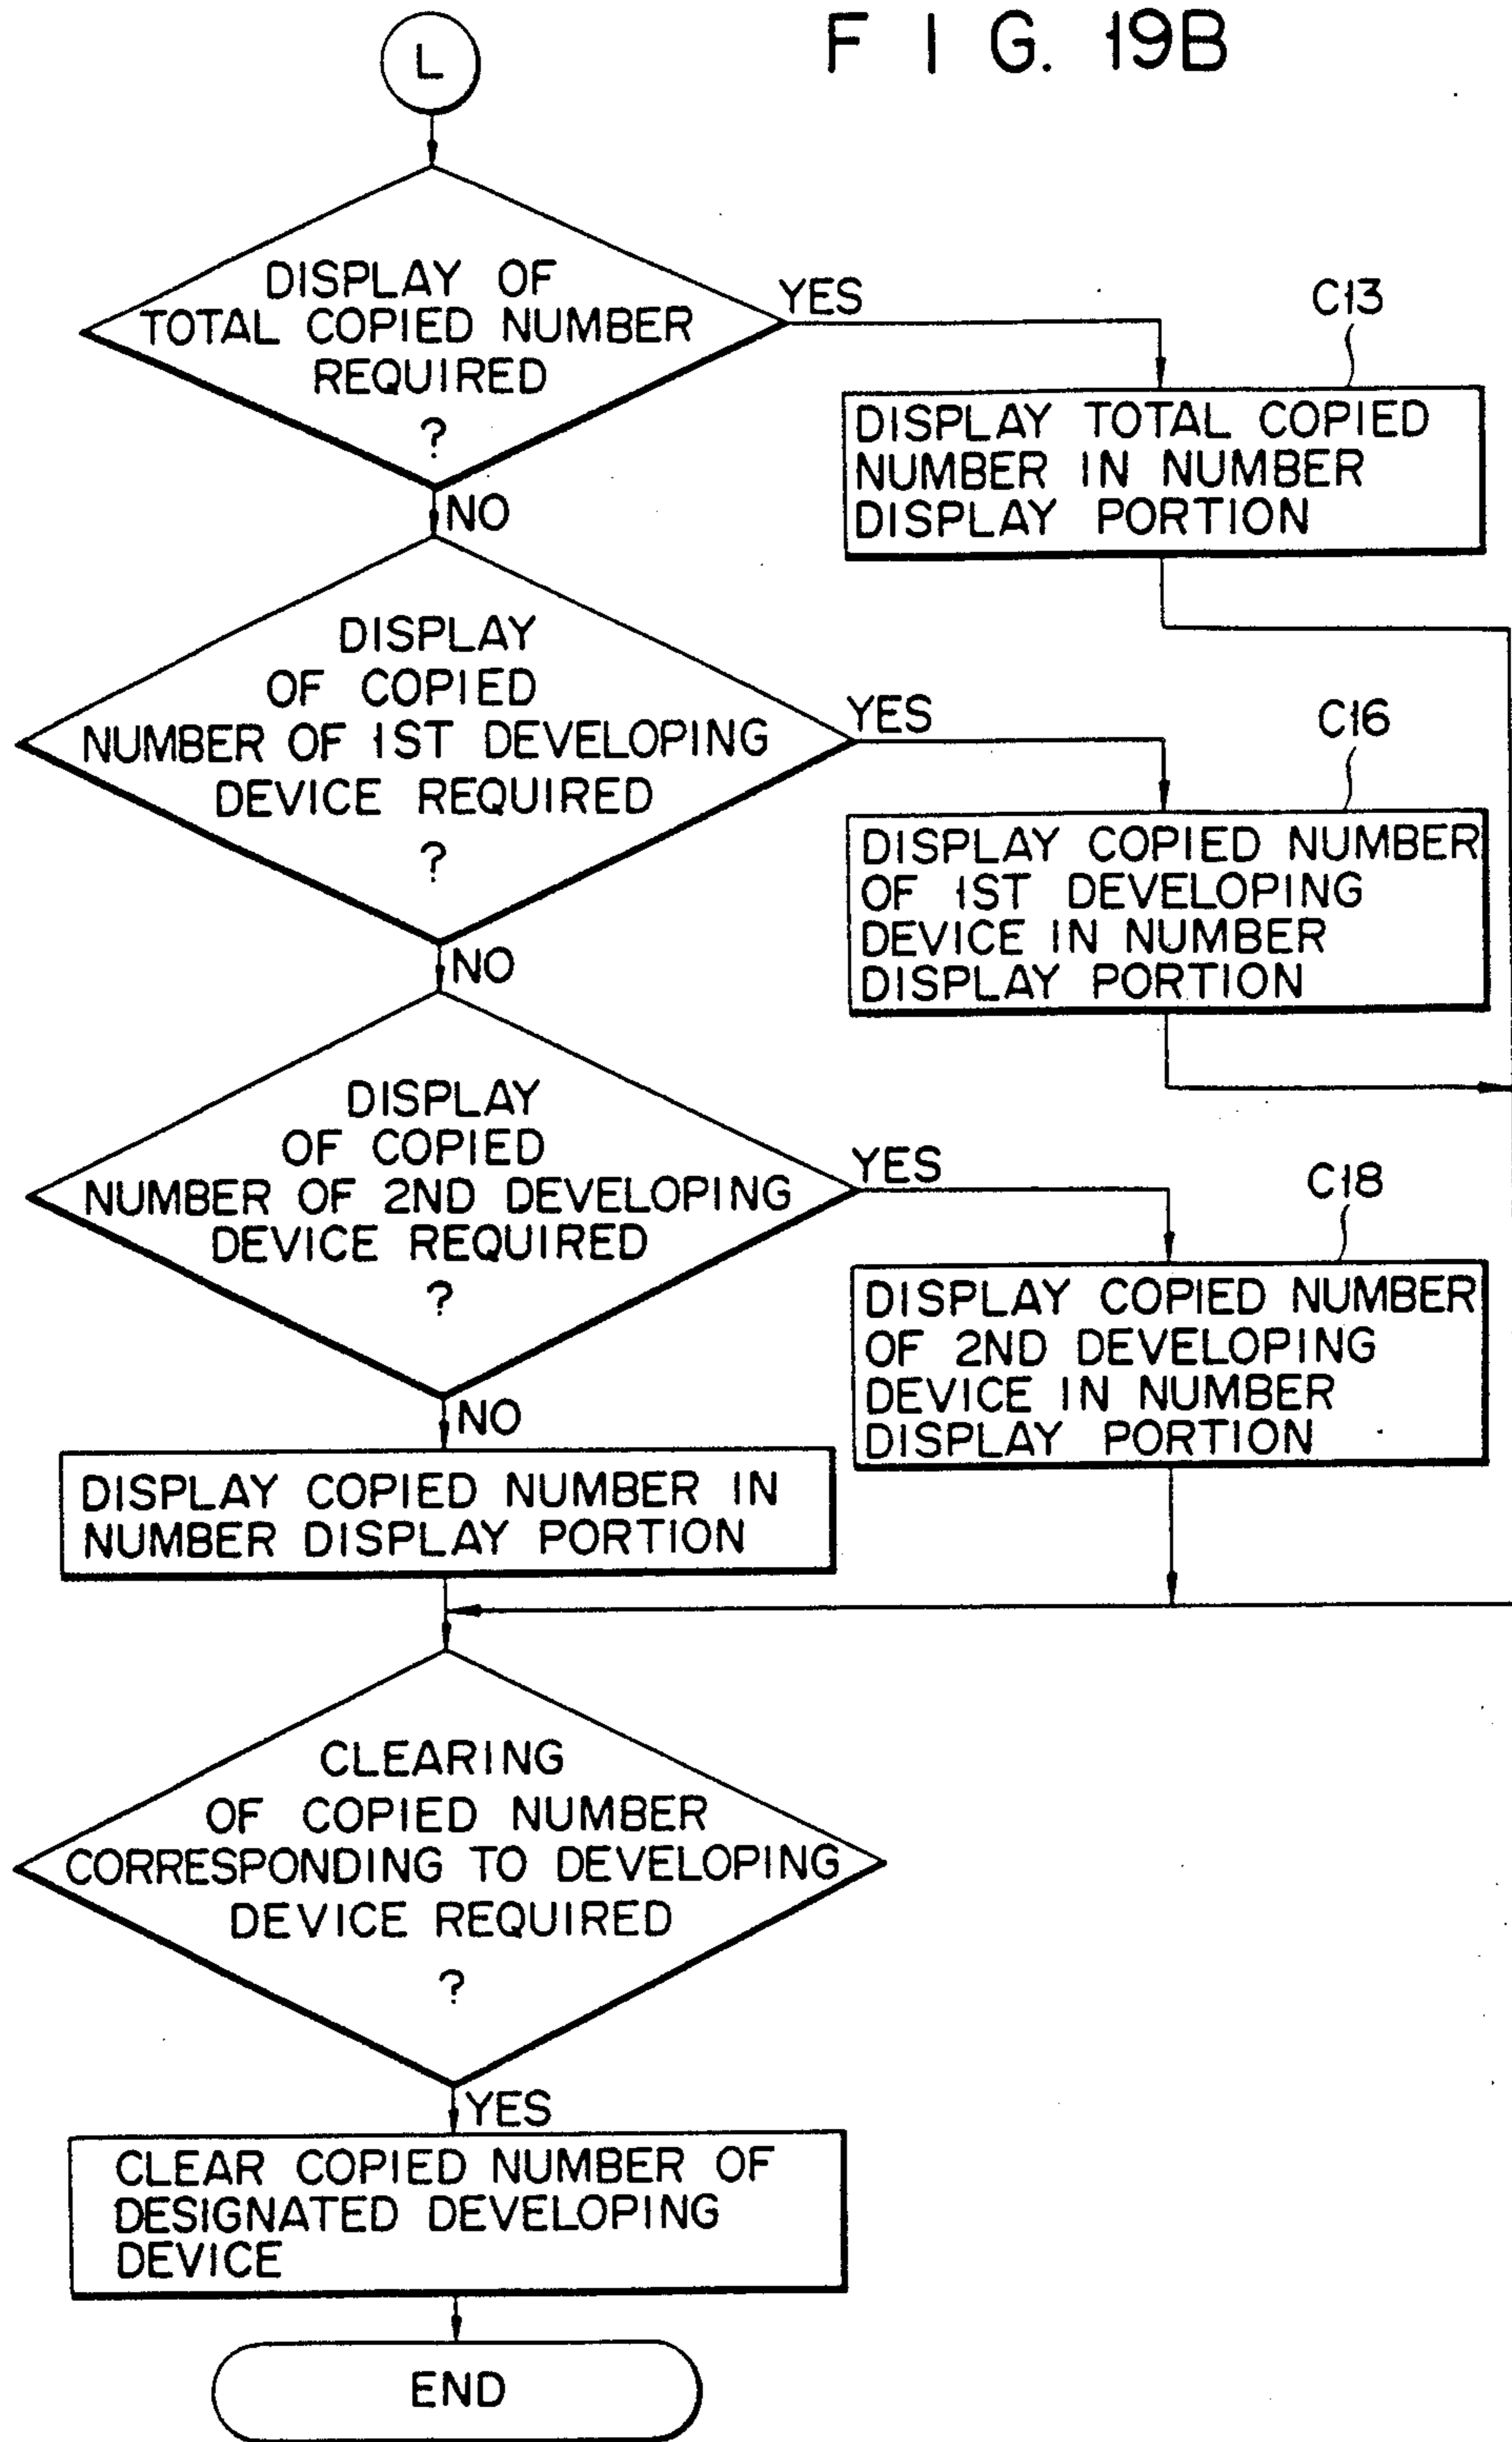 F I G. 19B
L
DISPLAY OF
TOTAL COPIED NUMBER
REQUIRED
?
YES
C13
DISPLAY TOTAL COPIED
NUMBER IN NUMBER
DISPLAY PORTION
NO
DISPLAY
OF COPIED
NUMBER OF 1ST DEVELOPING
DEVICE REQUIRED
?
YES
C16
DISPLAY COPIED NUMBER
OF 1ST DEVELOPING
DEVICE IN NUMBER
DISPLAY PORTION
NO
DISPLAY
OF COPIED
NUMBER OF 2ND DEVELOPING
DEVICE REQUIRED
?
YES
C18
DISPLAY COPIED NUMBER
OF 2ND DEVELOPING
DEVICE IN NUMBER
DISPLAY PORTION
NO
DISPLAY COPIED NUMBER IN
NUMBER DISPLAY PORTION
CLEARING
OF COPIED NUMBER
CORRESPONDING TO DEVELOPING
DEVICE REQUIRED
?
YES
CLEAR COPIED NUMBER OF
DESIGNATED DEVELOPING
DEVICE
END